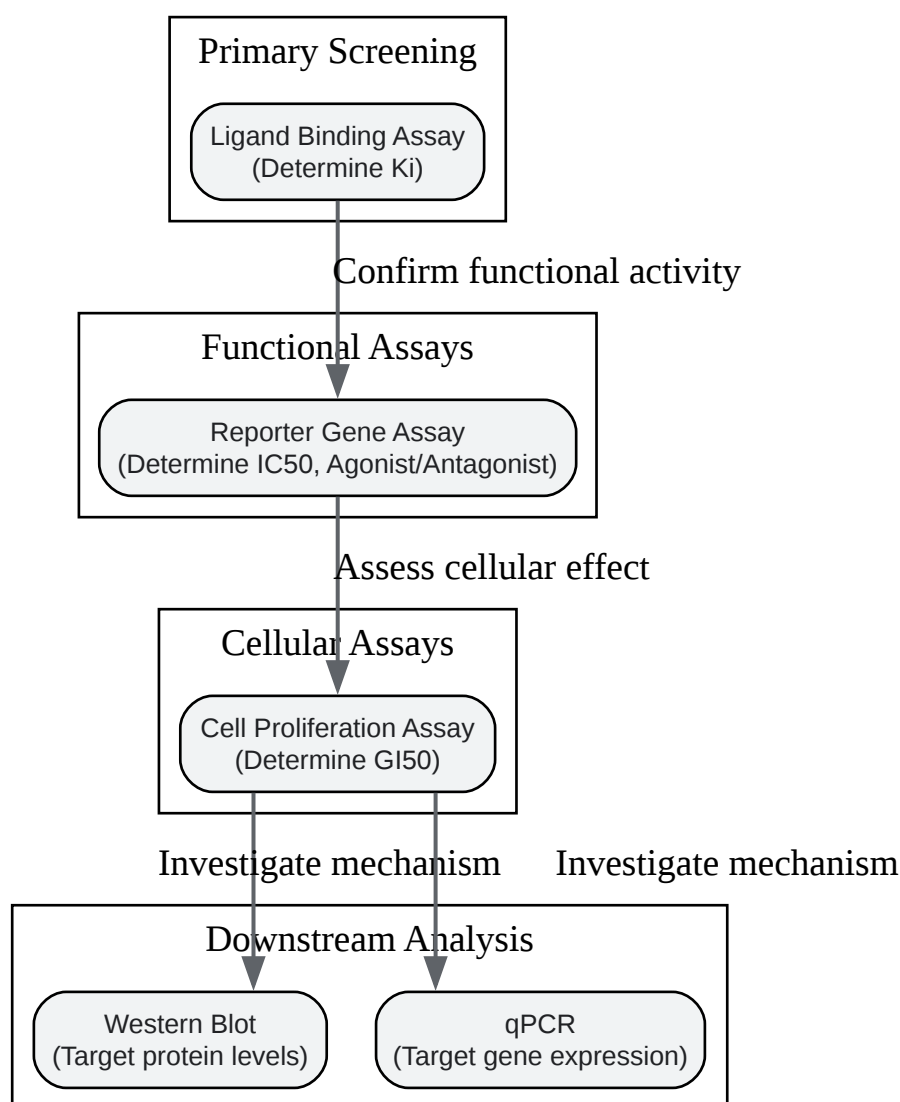 Primary Screening
Ligand Binding Assay
(Determine Ki)
Confirm functional activity
Functional Assays
Reporter Gene Assay
(Determine IC50, Agonist/Antagonist)
Assess cellular effect
Cellular Assays
Cell Proliferation Assay
(Determine GI50)
Investigate mechanism
Investigate mechanism
Downstream Analysis
Western Blot
(Target protein levels)
qPCR
(Target gene expression)